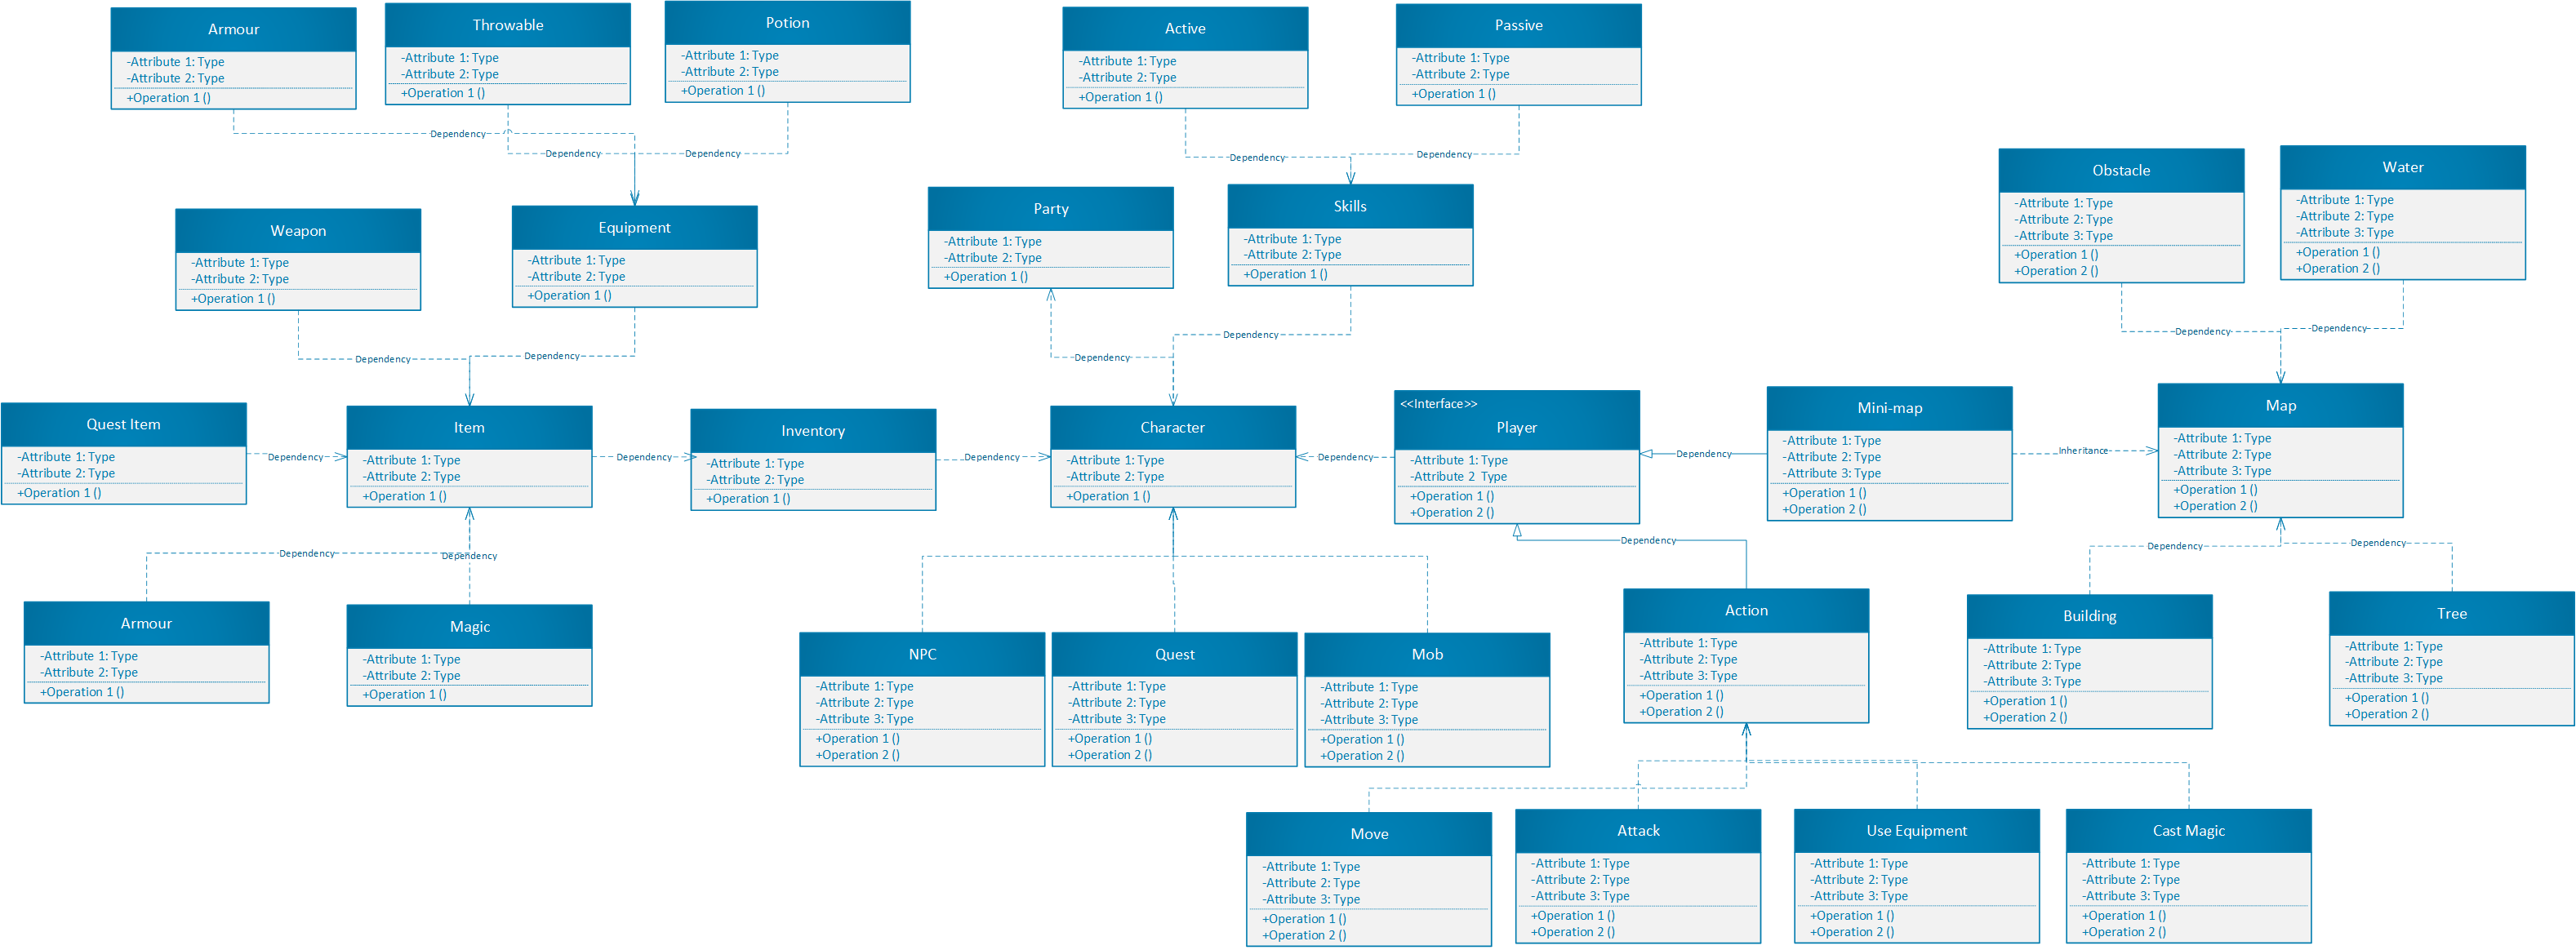 Armour
-Attribute 1: Type
-Attribute 2: Type
+Operation 1 ()
Throwable
-Attribute 1: Type
-Attribute 2: Type
+Operation 1 ()
Potion
-Attribute 1: Type
-Attribute 2: Type
+Operation 1 ()
Active
-Attribute 1: Type
-Attribute 2: Type
+Operation 1 ()
Passive
-Attribute 1: Type
-Attribute 2: Type
+Operation 1 ()
Dependency
Dependency
Dependency
Dependency
Dependency
Weapon
-Attribute 1: Type
-Attribute 2: Type
+Operation 1 ()
Equipment
-Attribute 1: Type
-Attribute 2: Type
+Operation 1 ()
Party
-Attribute 1: Type
-Attribute 2: Type
+Operation 1 ()
Skills
-Attribute 1: Type
-Attribute 2: Type
+Operation 1 ()
Obstacle
-Attribute 1: Type
-Attribute 2: Type
-Attribute 3: Type
+Operation 1 ()
+Operation 2 ()
Water
-Attribute 1: Type
-Attribute 2: Type
-Attribute 3: Type
+Operation 1 ()
+Operation 2 ()
Dependency
Dependency
Dependency
Dependency
Dependency
Dependency
Quest Item
-Attribute 1: Type
-Attribute 2: Type
+Operation 1 ()
Dependency
Item
-Attribute 1: Type
-Attribute 2: Type
+Operation 1 ()
Dependency
Inventory
-Attribute 1: Type
-Attribute 2: Type
+Operation 1 ()
Dependency
Character
-Attribute 1: Type
-Attribute 2: Type
+Operation 1 ()
Dependency
<<Interface>>
Player
-Attribute 1: Type
-Attribute 2  Type
+Operation 1 ()
+Operation 2 ()
Dependency
Mini-map
-Attribute 1: Type
-Attribute 2: Type
-Attribute 3: Type
+Operation 1 ()
+Operation 2 ()
Inheritance
Map
-Attribute 1: Type
-Attribute 2: Type
-Attribute 3: Type
+Operation 1 ()
+Operation 2 ()
Dependency
Dependency
Dependency
Dependency
Dependency
Armour
-Attribute 1: Type
-Attribute 2: Type
+Operation 1 ()
Magic
-Attribute 1: Type
-Attribute 2: Type
+Operation 1 ()
NPC
-Attribute 1: Type
-Attribute 2: Type
-Attribute 3: Type
+Operation 1 ()
+Operation 2 ()
Quest
-Attribute 1: Type
-Attribute 2: Type
-Attribute 3: Type
+Operation 1 ()
+Operation 2 ()
Mob
-Attribute 1: Type
-Attribute 2: Type
-Attribute 3: Type
+Operation 1 ()
+Operation 2 ()
Action
-Attribute 1: Type
-Attribute 2: Type
-Attribute 3: Type
+Operation 1 ()
+Operation 2 ()
Building
-Attribute 1: Type
-Attribute 2: Type
-Attribute 3: Type
+Operation 1 ()
+Operation 2 ()
Tree
-Attribute 1: Type
-Attribute 2: Type
-Attribute 3: Type
+Operation 1 ()
+Operation 2 ()
Move
-Attribute 1: Type
-Attribute 2: Type
-Attribute 3: Type
+Operation 1 ()
+Operation 2 ()
Attack
-Attribute 1: Type
-Attribute 2: Type
-Attribute 3: Type
+Operation 1 ()
+Operation 2 ()
Use Equipment
-Attribute 1: Type
-Attribute 2: Type
-Attribute 3: Type
+Operation 1 ()
+Operation 2 ()
Cast Magic
-Attribute 1: Type
-Attribute 2: Type
-Attribute 3: Type
+Operation 1 ()
+Operation 2 ()